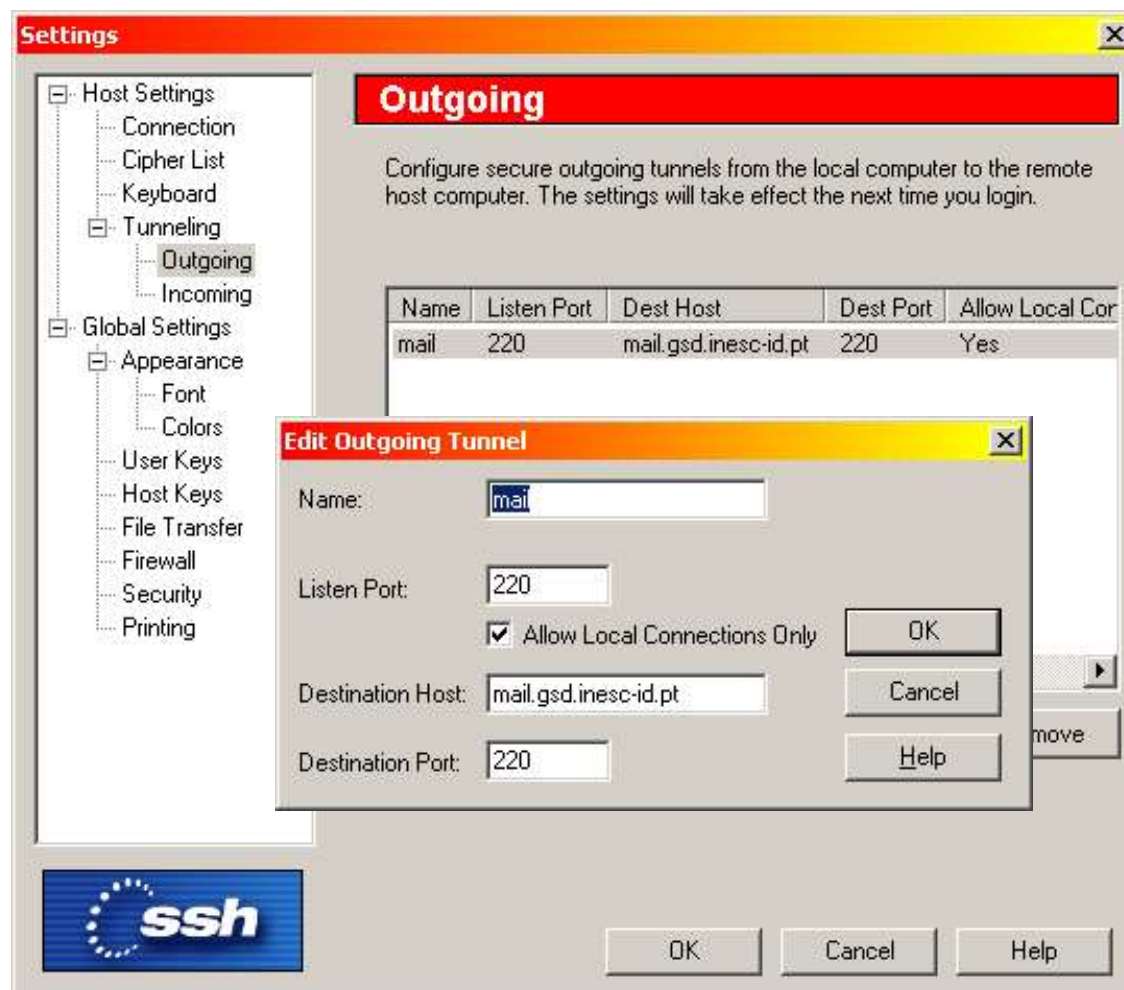 Settings
Host Settings
Connection
Cipher List
Keyboard
Tunneling
Outgoing
Incoming
Global Settings
Appearance
Font
Colors
User Keys
Host Keys
File Transfer
Firewall
Security
Printing
ssh
Outgoing
Configure secure outgoing tunnels from the local computer to the remote
host computer. The settings will take effect the next time you login.
Name Listen Port Dest Host Dest Port Allow Local Cor
mail 220 mail.gsd.inesc-id.pt 220 Yes
move
Edit Outgoing Tunnel
Name: mail
Listen Port: 220
Allow Local Connections Only
Destination Host: mail.gsd.inesc-id.pt
Destination Port: 220
OK
Cancel
Help
OK Cancel Help